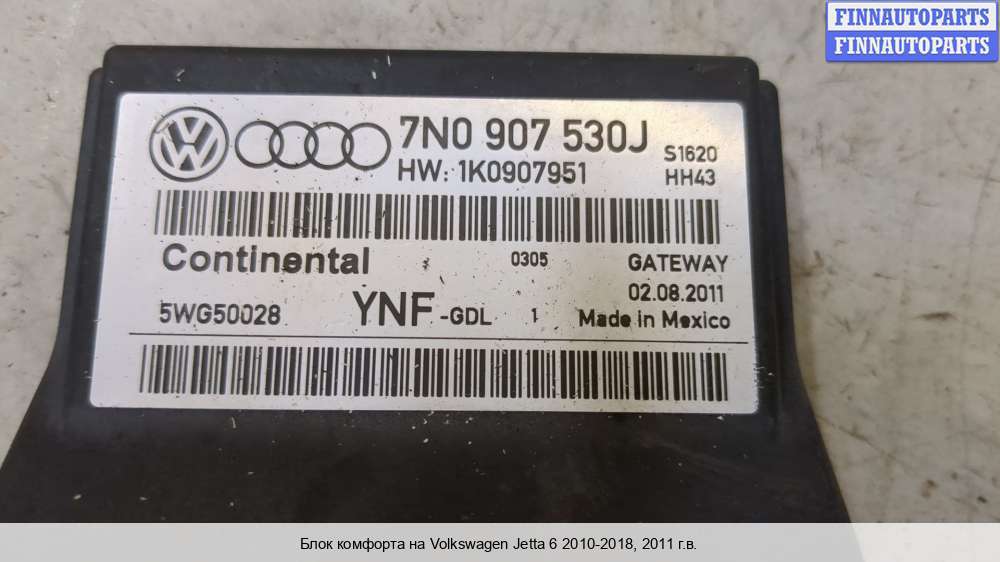 FINNAUTOPARTS
FINNAUTOPARTS
7N0 907 530J
S1620
HW: 1K0907951
HH43
Continental
0305
GATEWAY
02.08.2011
5WG50028
YNF -GDL 1
Made in Mexico
Блок комфорта на Volkswagen Jetta 6 2010-2018, 2011 г.в.